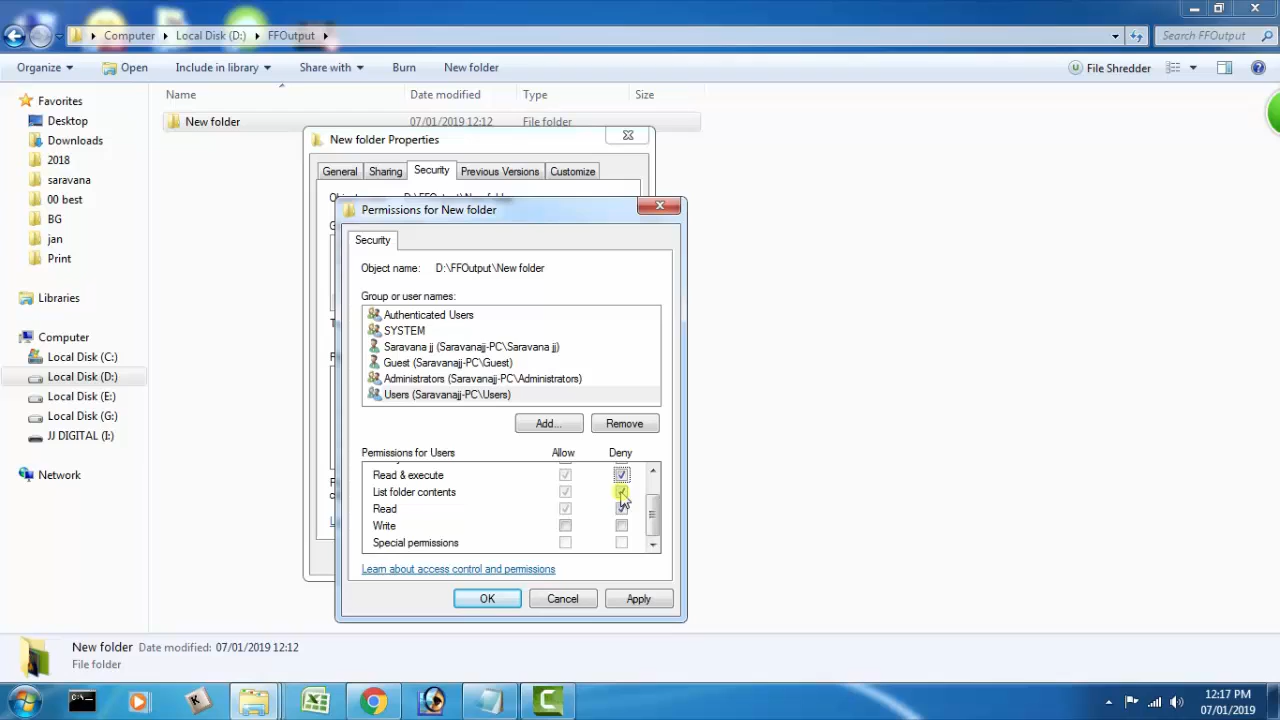 Computer Local Disk (D:) FFOutput Search FFOutput
Organize Open Include in library Share with Burn New folder File Shredder
Name Date modified Type Size
New folder 07/01/2019 12:12 File folder
Favorites
Desktop
Downloads
2018
saravana
00 best
BG
jan
Print
Libraries
Computer
Local Disk (C:)
Local Disk (D:)
Local Disk (E:)
Local Disk (G:)
JJ DIGITAL (I:)
Network
New folder Properties
General Sharing Security Previous Versions Customize
Permissions for New folder
Security
Object name: D:\FFOutput\New folder
Group or user names:
Authenticated Users
SYSTEM
Saravana jj (Saravanajj-PC\Saravana jj)
Guest (Saravanajj-PC\Guest)
Administrators (Saravanajj-PC\Administrators)
Users (Saravanajj-PC\Users)
Add... Remove
Permissions for Users Allow Deny
Read & execute
List folder contents
Read
Write
Special permissions
Learn about access control and permissions
OK Cancel Apply
New folder Date modified: 07/01/2019 12:12
File folder
12:17 PM
07/01/2019